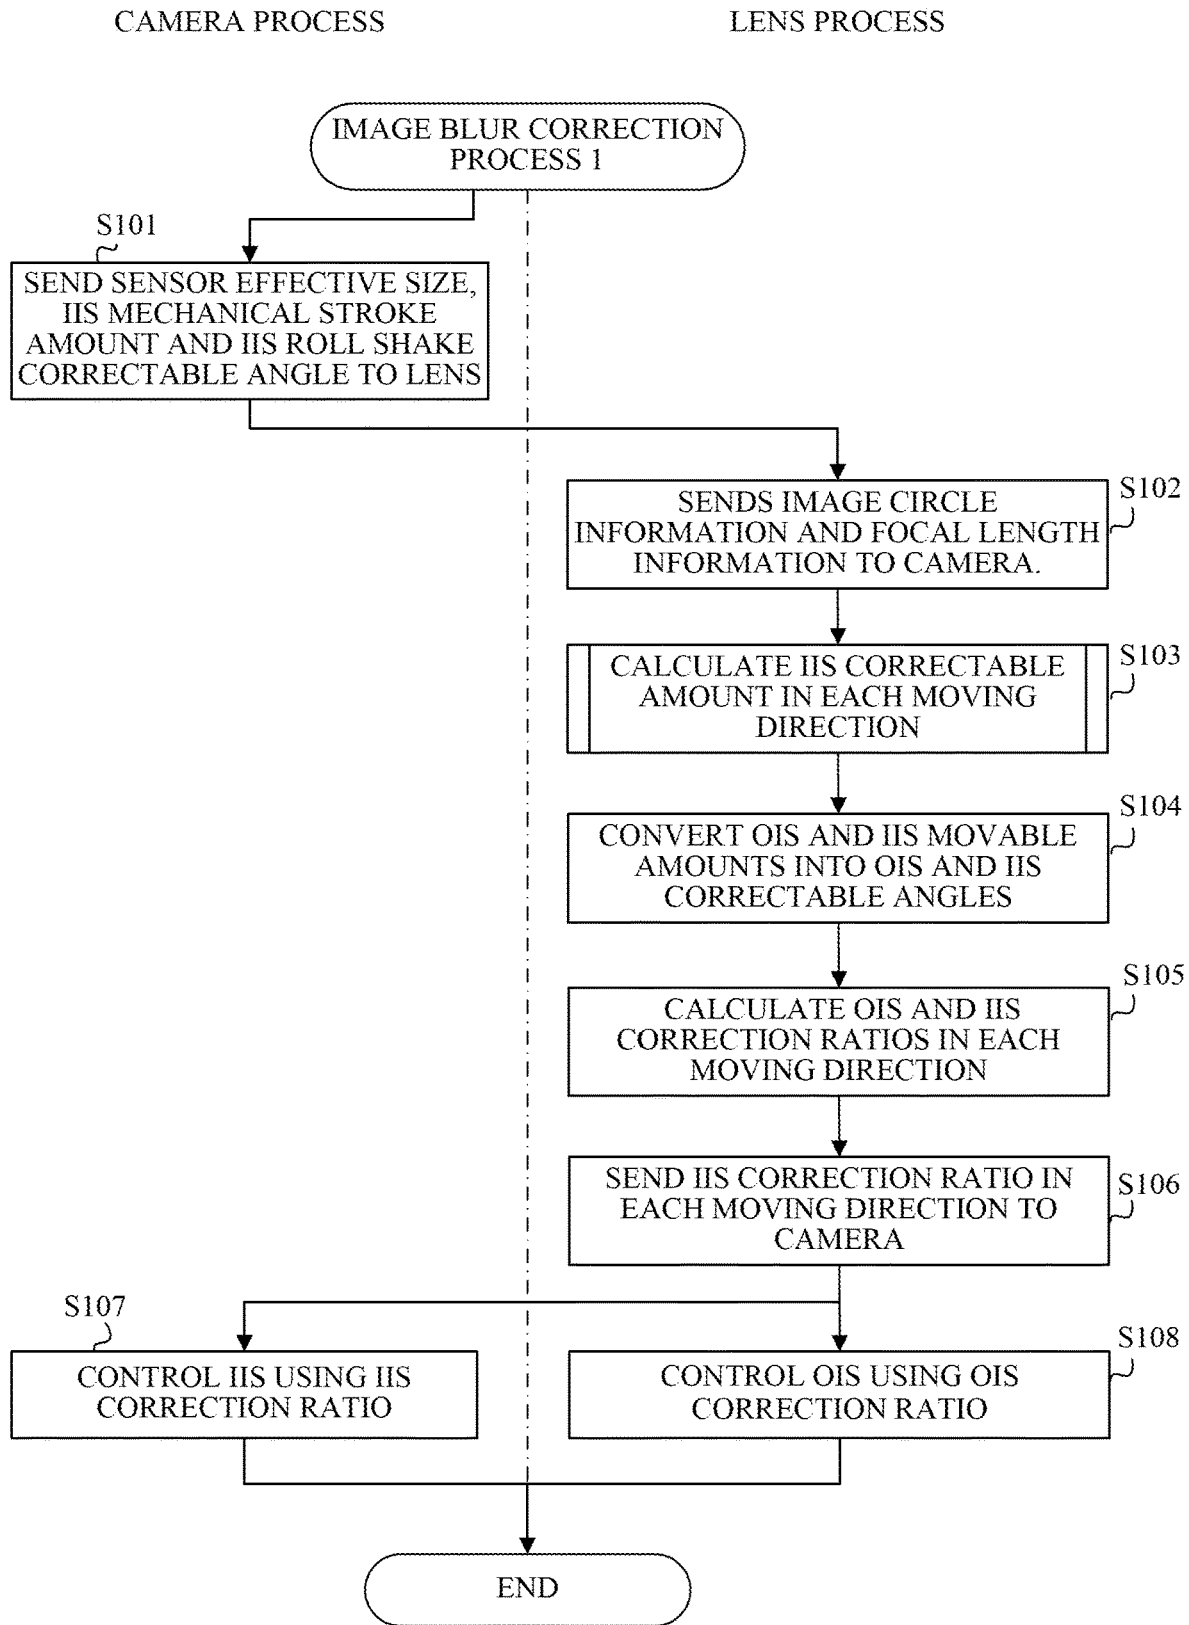 CAMERA PROCESS
LENS PROCESS
IMAGE BLUR CORRECTION
PROCESS 1
S101
SEND SENSOR EFFECTIVE SIZE,
IIS MECHANICAL STROKE
AMOUNT AND IIS ROLL SHAKE
CORRECTABLE ANGLE TO LENS
S102
SENDS IMAGE CIRCLE
INFORMATION AND FOCAL LENGTH
INFORMATION TO CAMERA.
S103
CALCULATE IIS CORRECTABLE
AMOUNT IN EACH MOVING
DIRECTION
S104
CONVERT OIS AND IIS MOVABLE
AMOUNTS INTO OIS AND IIS
CORRECTABLE ANGLES
S105
CALCULATE OIS AND IIS
CORRECTION RATIOS IN EACH
MOVING DIRECTION
S106
SEND IIS CORRECTION RATIO IN
EACH MOVING DIRECTION TO
CAMERA
S107
CONTROL IIS USING IIS
CORRECTION RATIO
S108
CONTROL OIS USING OIS
CORRECTION RATIO
END